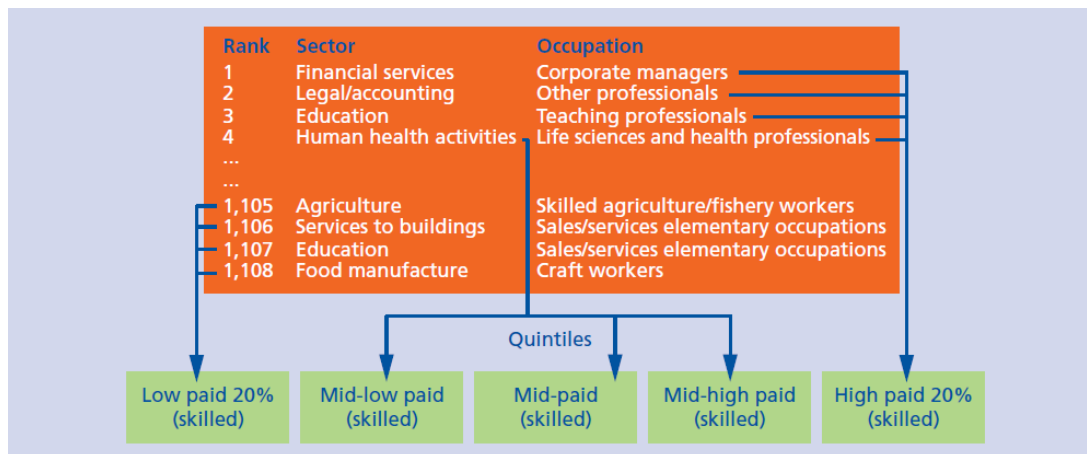 Rank Sector Occupation
1 Financial services Corporate managers
2 Legal/accounting Other professionals
3 Education Teaching professionals
4 Human health activities Life sciences and health professionals
...
...
1,105 Agriculture Skilled agriculture/fishery workers
1,106 Services to buildings Sales/services elementary occupations
1,107 Education Sales/services elementary occupations
1,108 Food manufacture Craft workers
Quintiles
Low paid 20% Mid-low paid Mid-paid Mid-high paid High paid 20%
(skilled) (skilled) (skilled) (skilled) (skilled)